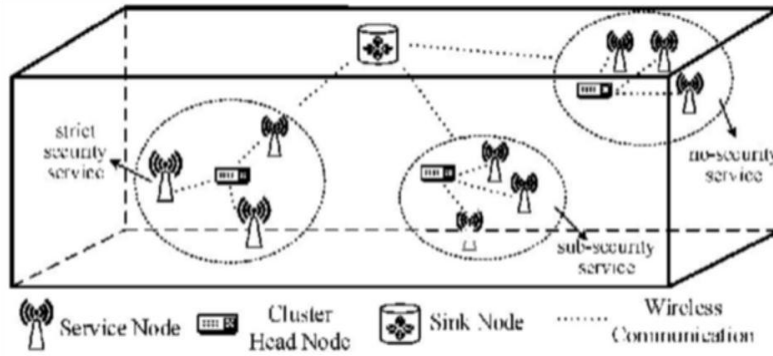 strict
security
service
no-security
service
sub-security
service
Service Node
Cluster
Head Node
Sink Node
Wireless
Communication